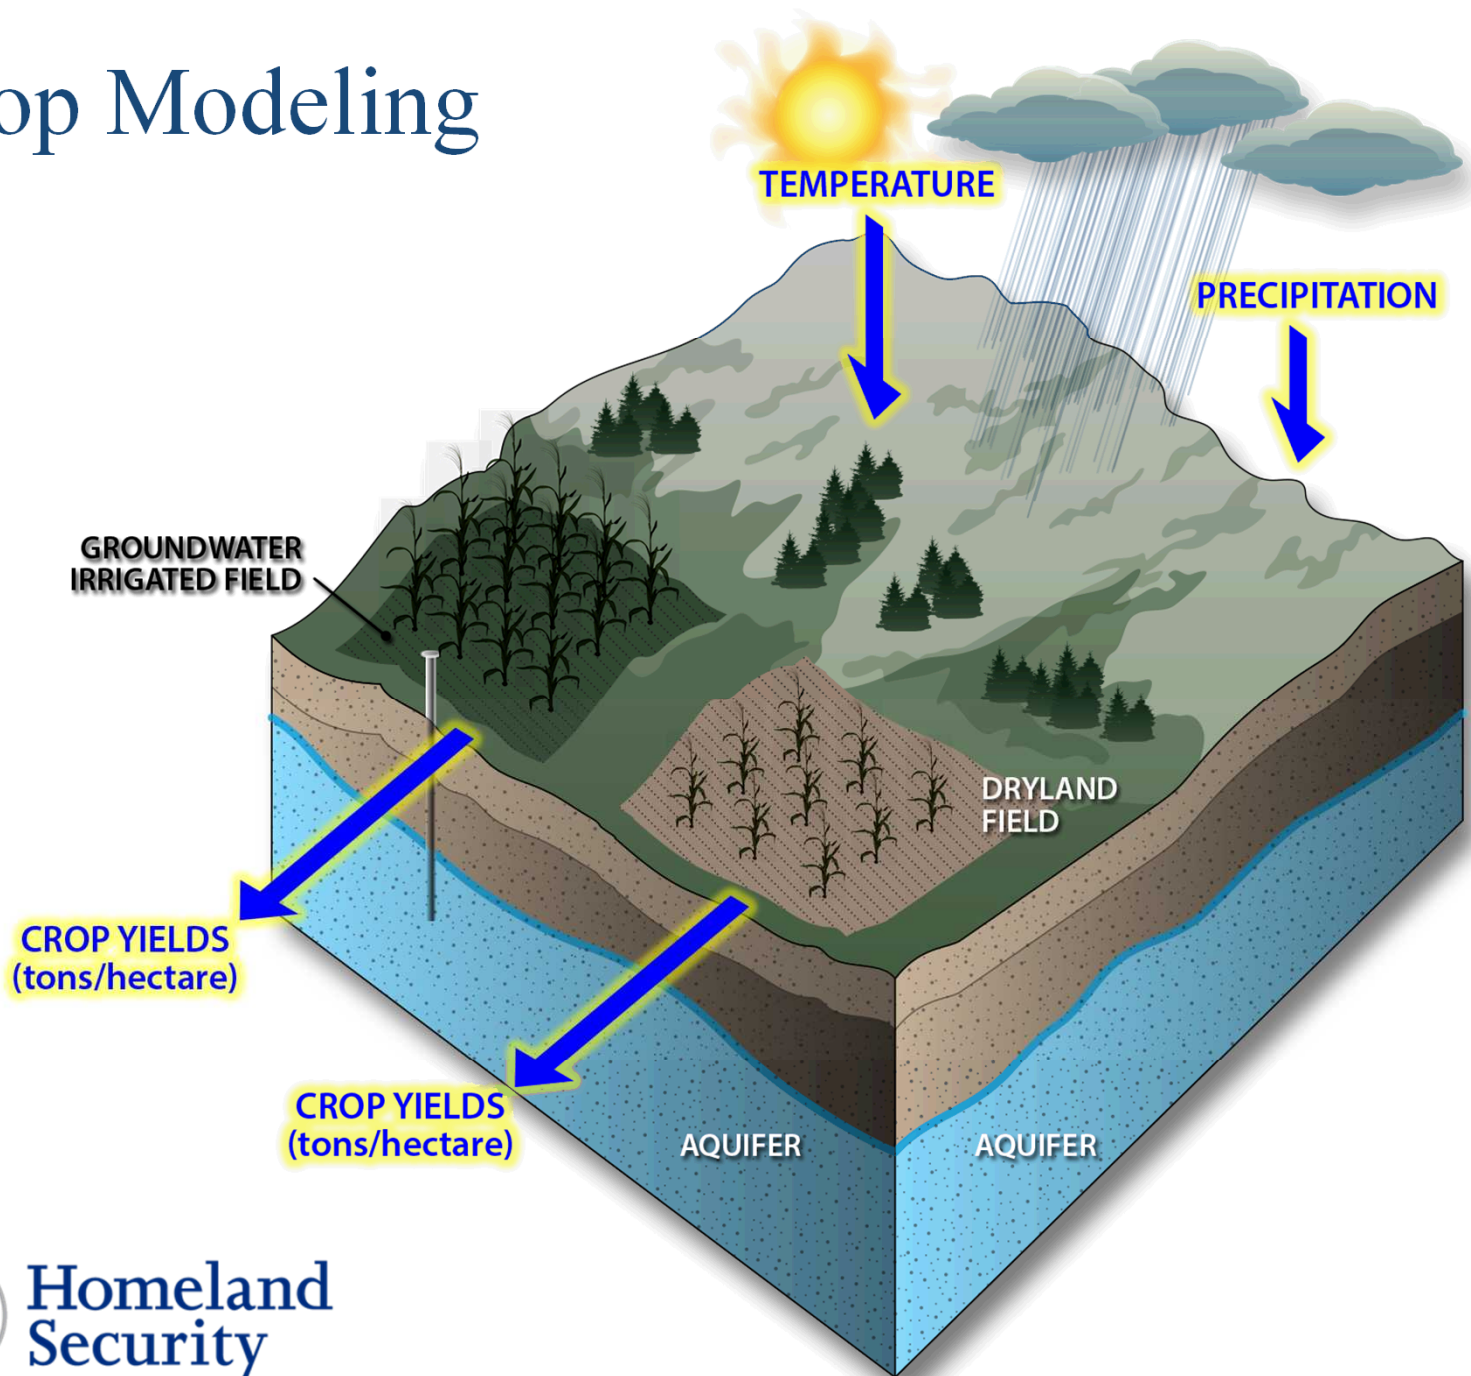 op Modeling
TEMPERATURE
PRECIPITATION
GROUNDWATER
IRRIGATED FIELD
DRYLAND
FIELD
CROP YIELDS
(tons/hectare)
CROP YIELDS
(tons/hectare)
AQUIFER
AQUIFER
Homeland
Security